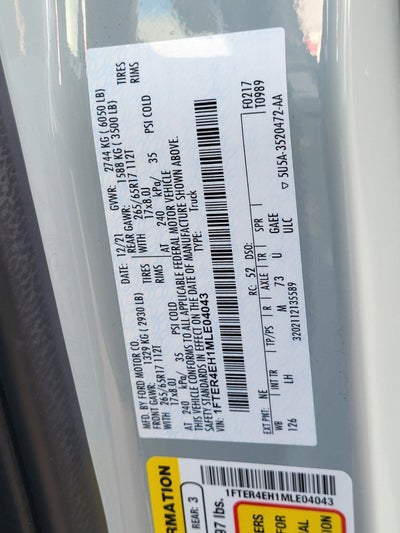 MFD. BY FORD MOTOR CO.
DATE: 12/21 GVWR: 2744 KG ( 6050 LB)
FRONT GAWR: 1329 KG ( 2930 LB) REAR GAWR: 1588 KG ( 3500 LB)
WITH 265/65R17 112T TIRES WITH 265/65R17 112T TIRES
17x8.0J RIMS 17x8.0J RIMS
AT 240 kPa/ 35 PSI COLD AT 240 kPa/ 35 PSI COLD
THIS VEHICLE CONFORMS TO ALL APPLICABLE FEDERAL MOTOR VEHICLE
SAFETY STANDARDS IN EFFECT ON THE DATE OF MANUFACTURE SHOWN ABOVE.
VIN: 1FTER4EH1MLE04043 TYPE: Truck
F0217
T0989
EXT PNT: NE RC: 52 DSO:
WB INT TR TP/PS R AXLE TR SPR
126 LH M 73 U GAEE
ULC
3202112135589 5U5A-3520472-AA
1FTER4EH1MLE04043
REAR: 3